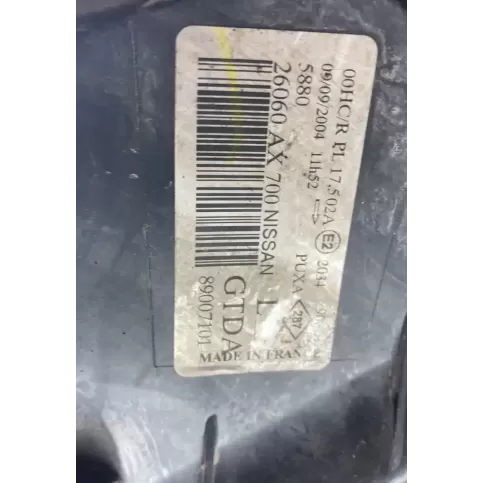 00HC/R PL 17,502A E2 2034
09/09/2004 11h52 PUXA 287
5880
26060 AX 700 NISSAN L
GTDA
89007101
MADE IN FRAN